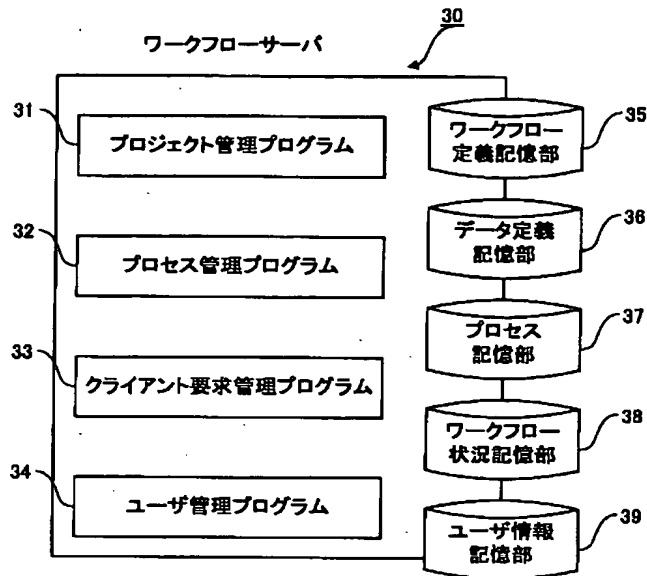 30
ワークフローサーバ
31
プロジェクト管理プログラム
32
プロセス管理プログラム
33
クライアント要求管理プログラム
34
ユーザ管理プログラム
ワークフロー
定義記憶部
35
データ定義
記憶部
36
プロセス
記憶部
37
ワークフロー
状況記憶部
38
ユーザ情報
記憶部
39